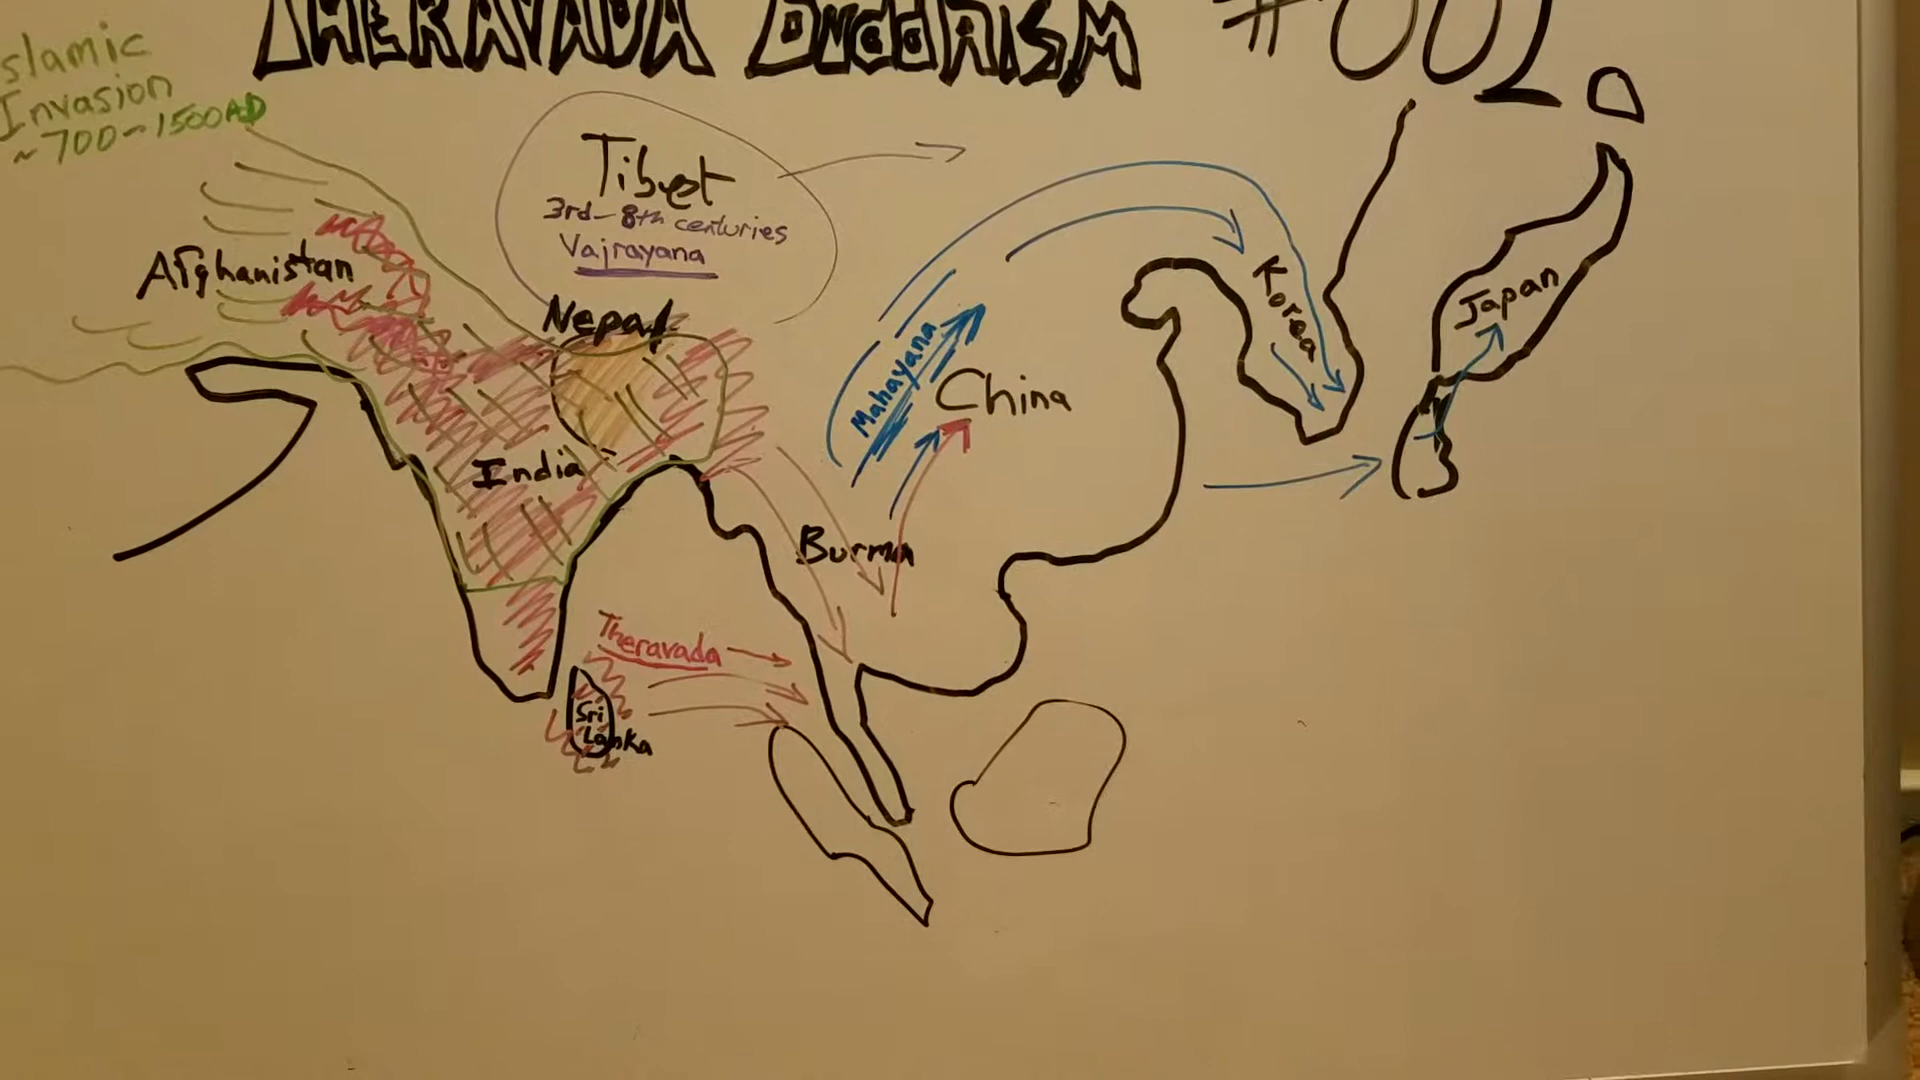 THERAVADA BUDDHISM #002
slamic
Invasion
~700-1500AD
Tibet
3rd-8th centuries
Vajrayana
Afghanistan
Nepal
Korea
Japan
Mahayana
China
India
Burma
Theravada
Sri
Lanka